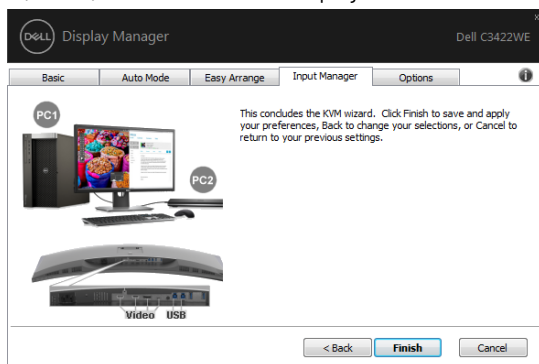 DELL Display Manager
Dell C3422WE
x
Basic
Auto Mode
Easy Arrange
Input Manager
Options
i
PC1
PC2
Video USB
This concludes the KVM wizard. Click Finish to save and apply
your preferences, Back to change your selections, or Cancel to
return to your previous settings.
< Back
Finish
Cancel